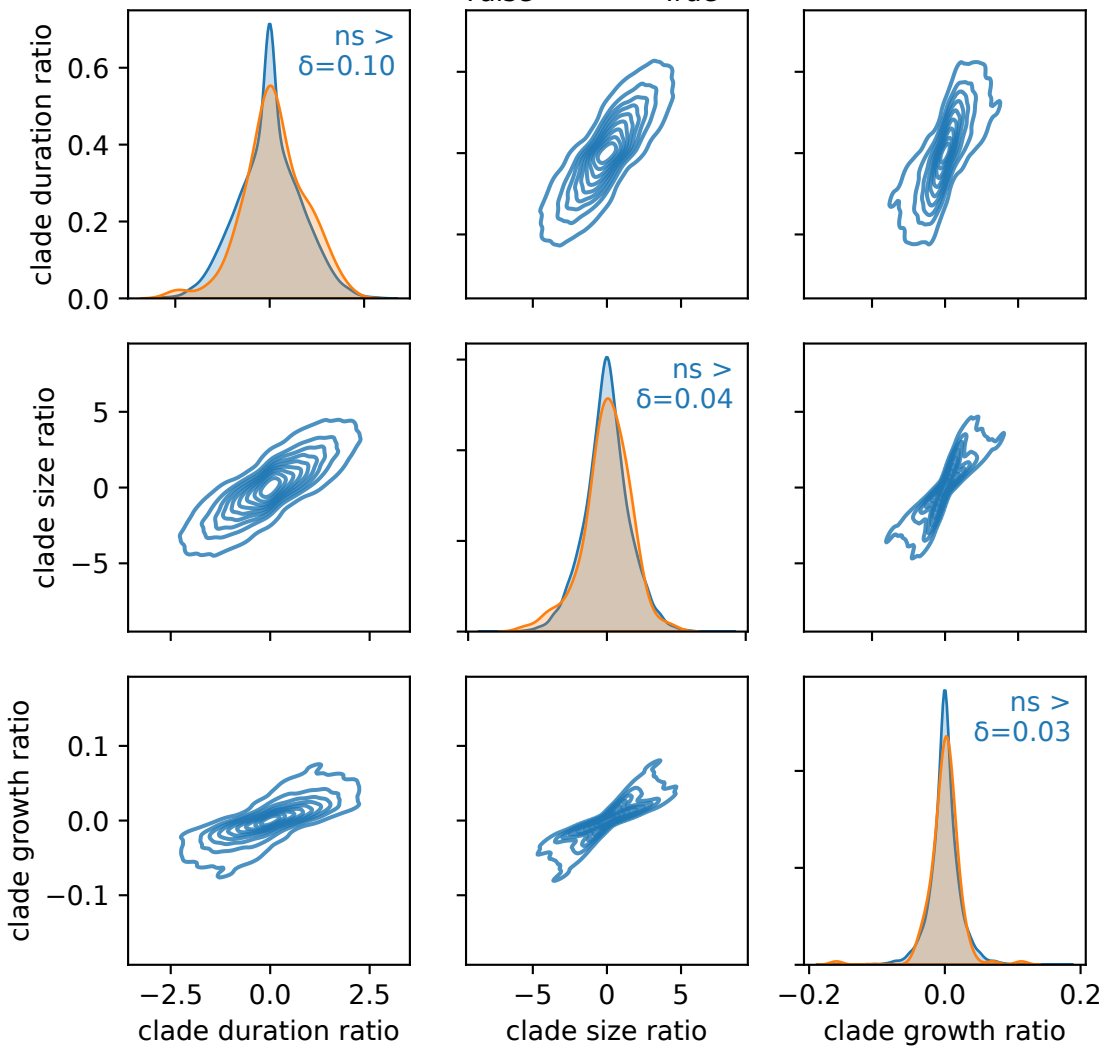 clade duration ratio
0.6
0.4
0.2
0.0
ns >
δ=0.10
−2.5
0.0
2.5
clade size ratio
5
0
−5
ns >
δ=0.04
clade growth ratio
0.1
0.0
−0.1
ns >
δ=0.03
−5
0
5
−0.2
0.0
0.2
clade duration ratio
clade size ratio
clade growth ratio